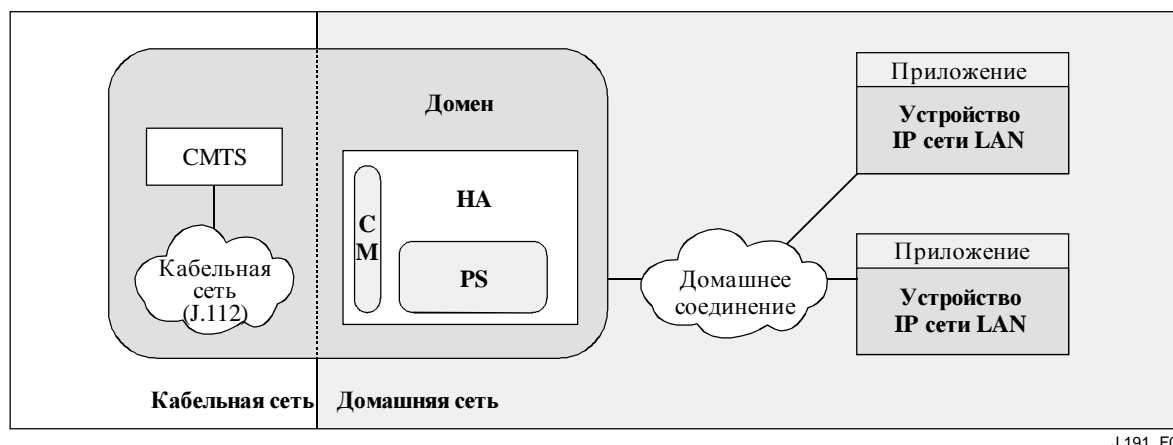 Домен
CMTS
Кабельная
сеть
(J.112)
C
M
HA
PS
Домашнее
соединение
Приложение
Устройство
IP сети LAN
Приложение
Устройство
IP сети LAN
Кабельная сеть
Домашняя сеть